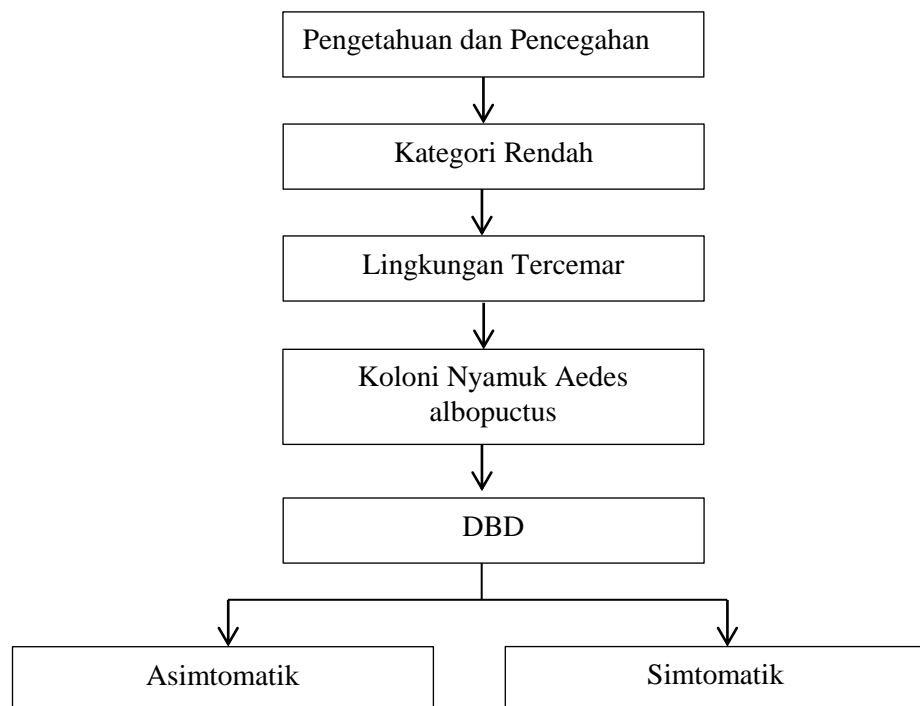 Pengetahuan dan Pencegahan
Kategori Rendah
Lingkungan Tercemar
Koloni Nyamuk Aedes
albopuctus
DBD
Asimtomatik
Simtomatik